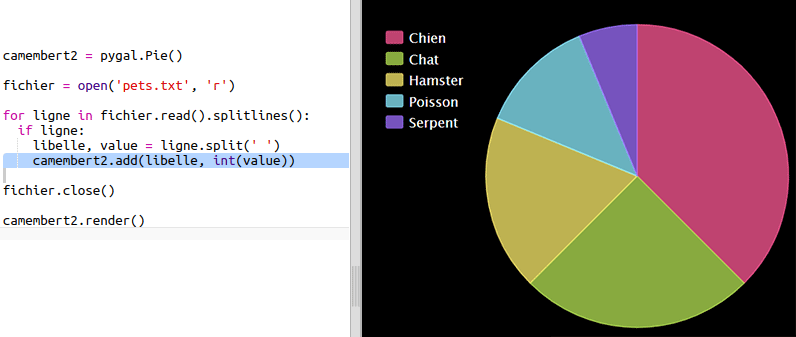 camembert2 = pygal.Pie()
fichier = open('pets.txt', 'r')
for ligne in fichier.read().splitlines():
  if ligne:
    libelle, value = ligne.split(' ')
    camembert2.add(libelle, int(value))
fichier.close()
camembert2.render()
Chien
Chat
Hamster
Poisson
Serpent